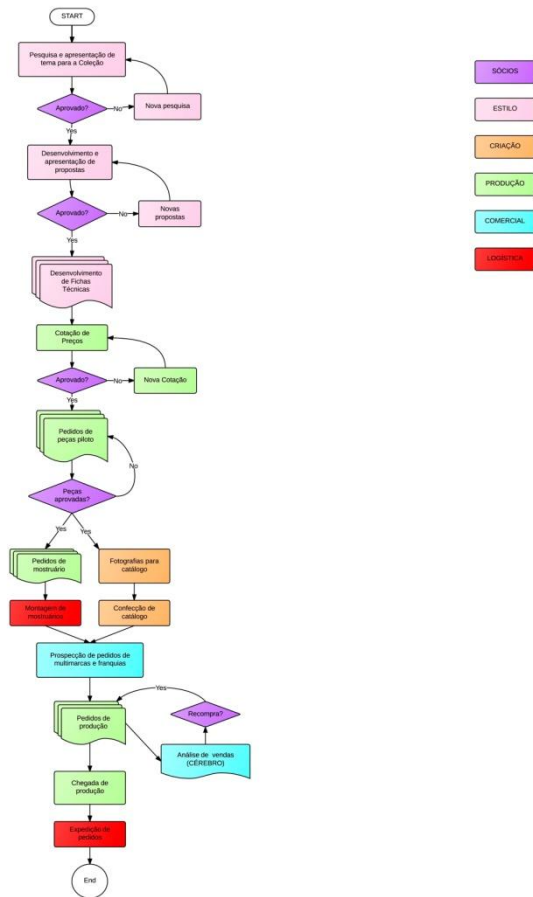 START
Pesquisa e apresentação de
tema para a Coleção
Aprovado?
No
Nova pesquisa
Yes
Desenvolvimento e
apresentação de
propostas
Aprovado?
No
Novas
propostas
Yes
Desenvolvimento
de Fichas
Técnicas
Cotação de
Preços
Aprovado?
No
Nova Cotação
Yes
Pedidos de
peças piloto
No
Peças
aprovadas?
Yes
Yes
Pedidos de
mostruário
Fotografias para
catálogo
Montagem de
mostruários
Confecção de
catálogo
Prospecção de pedidos de
multimarcas e franquias
Yes
Recompra?
Pedidos de
produção
Análise de vendas
(CÉREBRO)
Chegada de
produção
Expedição de
pedidos
End
SÓCIOS
ESTILO
CRIAÇÃO
PRODUÇÃO
COMERCIAL
LOGÍSTICA